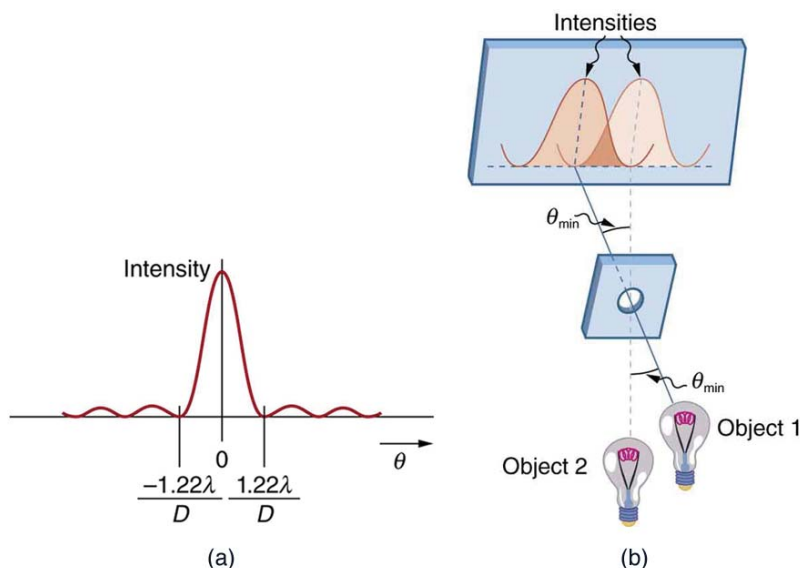 Intensity
0
θ
−1.22λ
D
1.22λ
D
(a)
Intensities
θmin
θmin
Object 1
Object 2
(b)